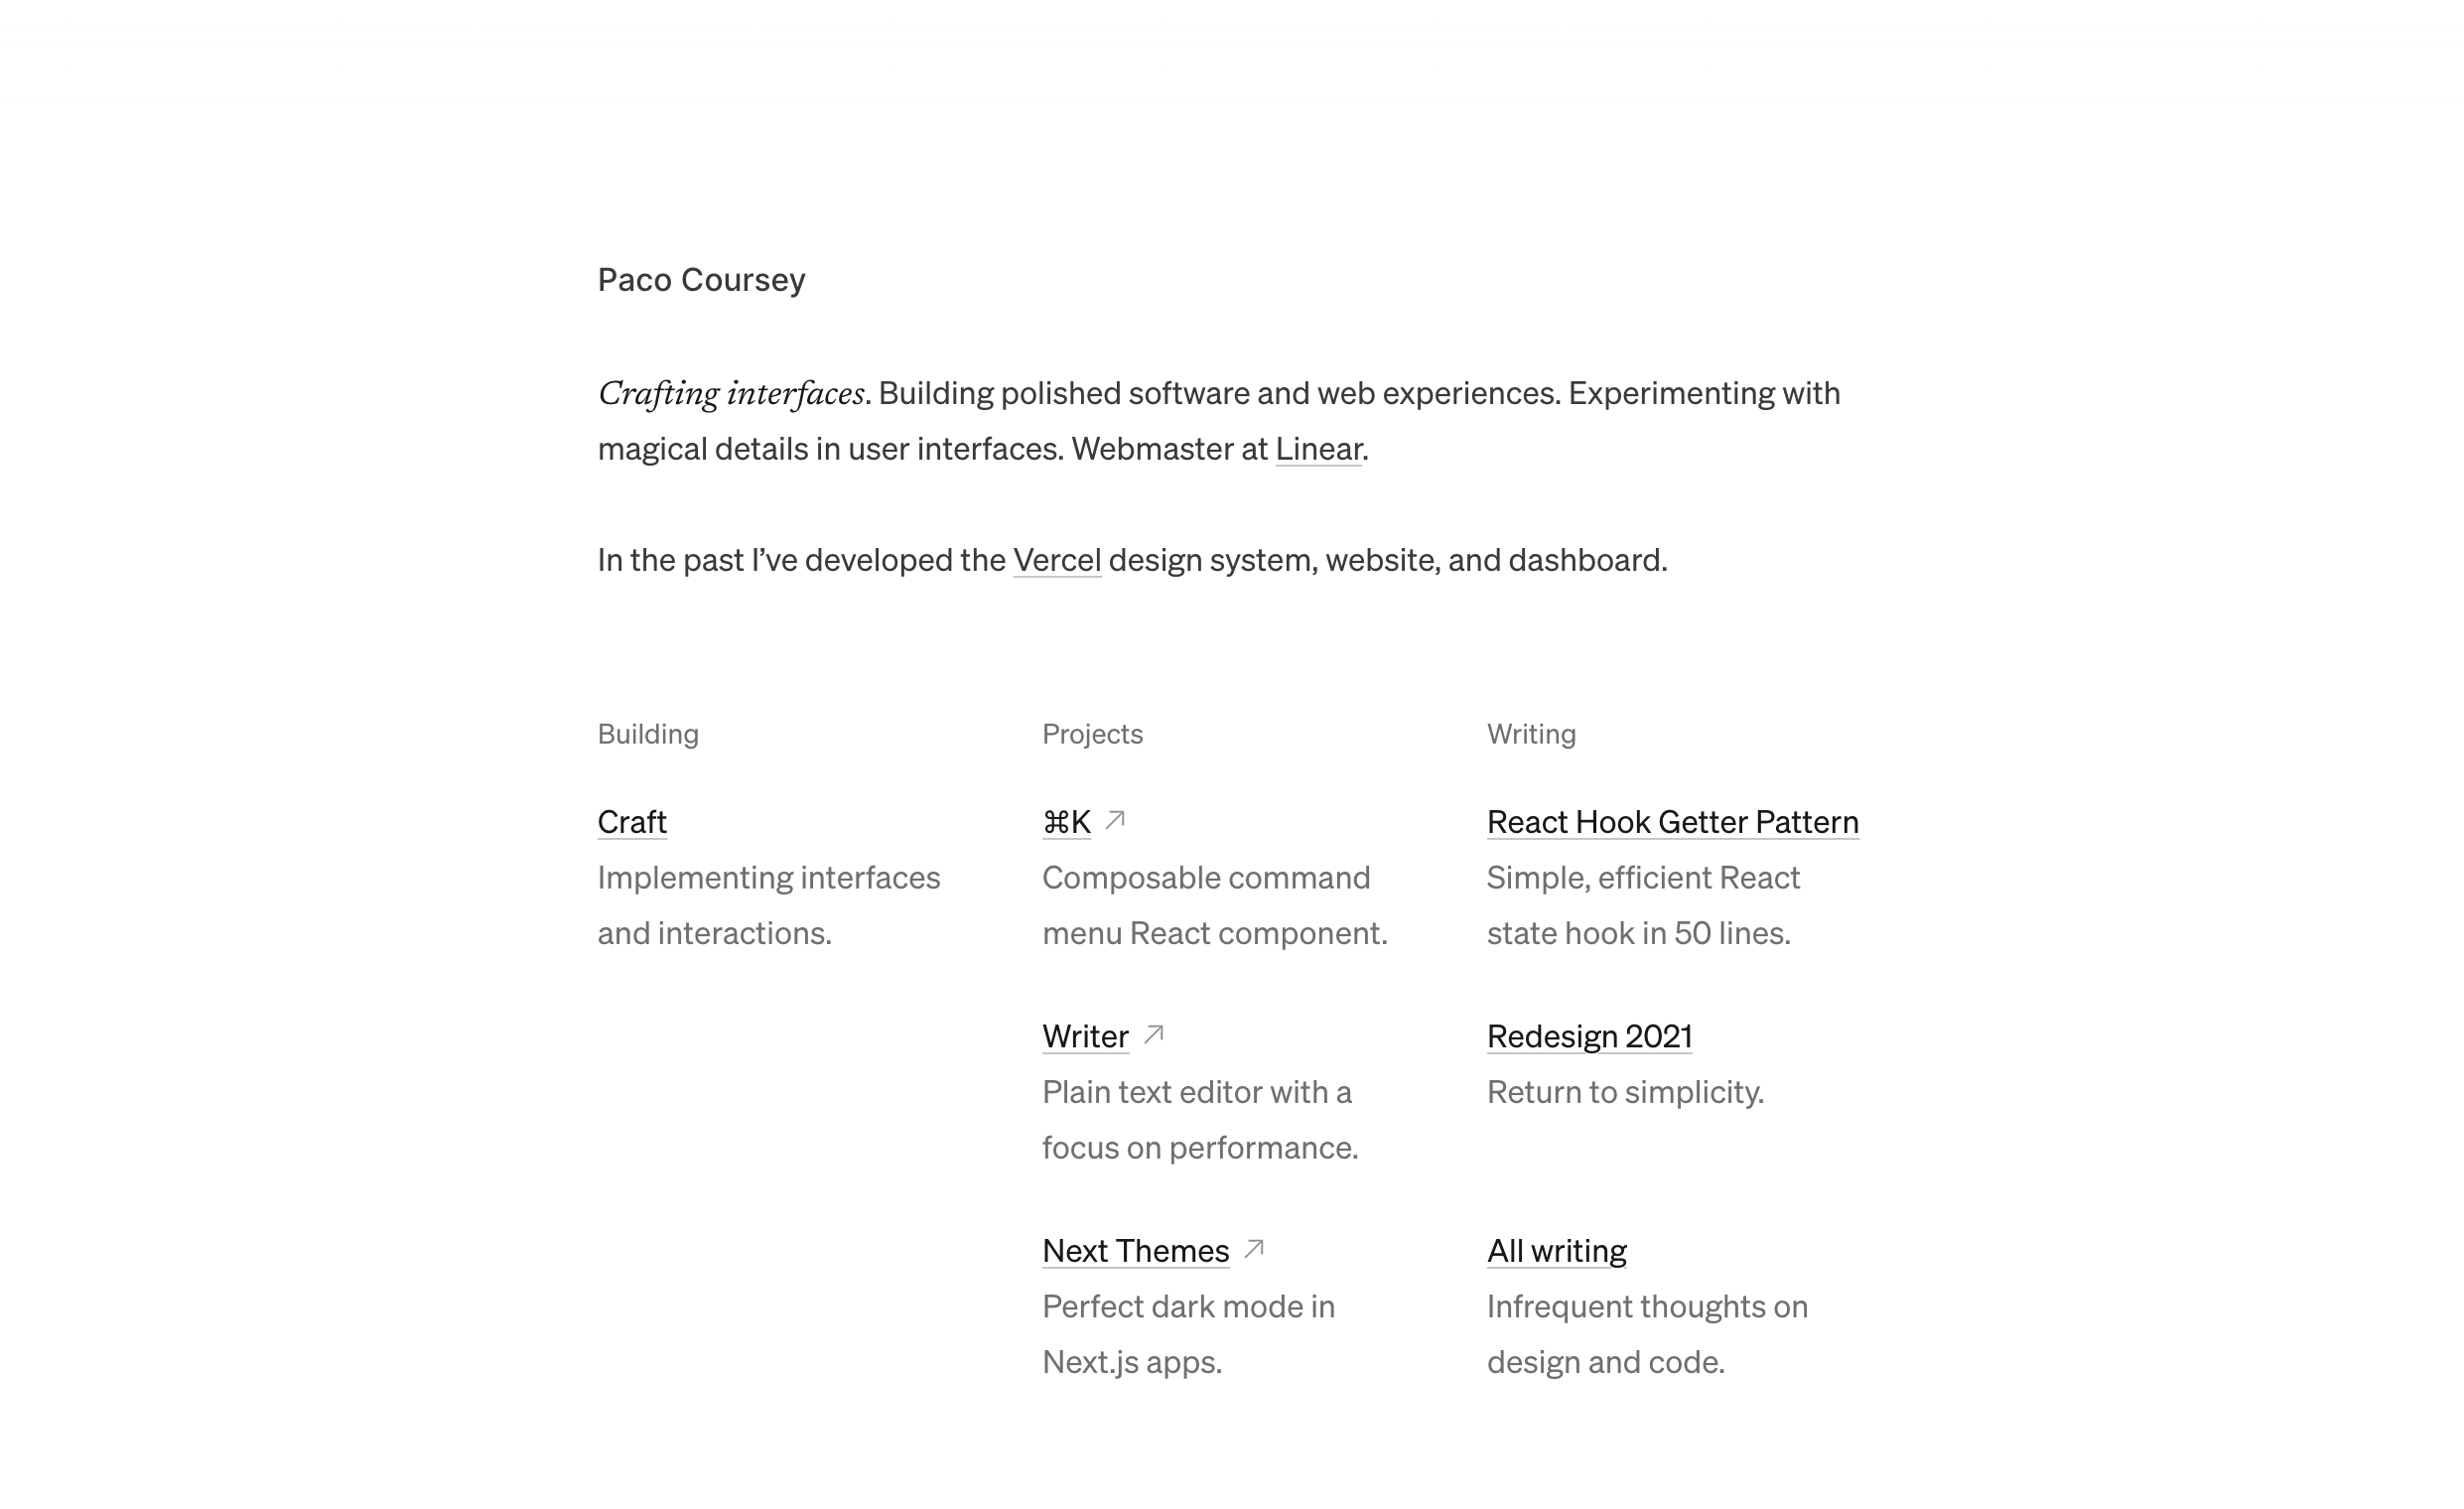 Paco Coursey
Crafting interfaces. Building polished software and web experiences. Experimenting with
magical details in user interfaces. Webmaster at Linear.
In the past I’ve developed the Vercel design system, website, and dashboard.
Building
Craft
Implementing interfaces
and interactions.
Projects
⌘K ↗
Composable command
menu React component.
Writer ↗
Plain text editor with a
focus on performance.
Next Themes ↗
Perfect dark mode in
Next.js apps.
Writing
React Hook Getter Pattern
Simple, efficient React
state hook in 50 lines.
Redesign 2021
Return to simplicity.
All writing
Infrequent thoughts on
design and code.